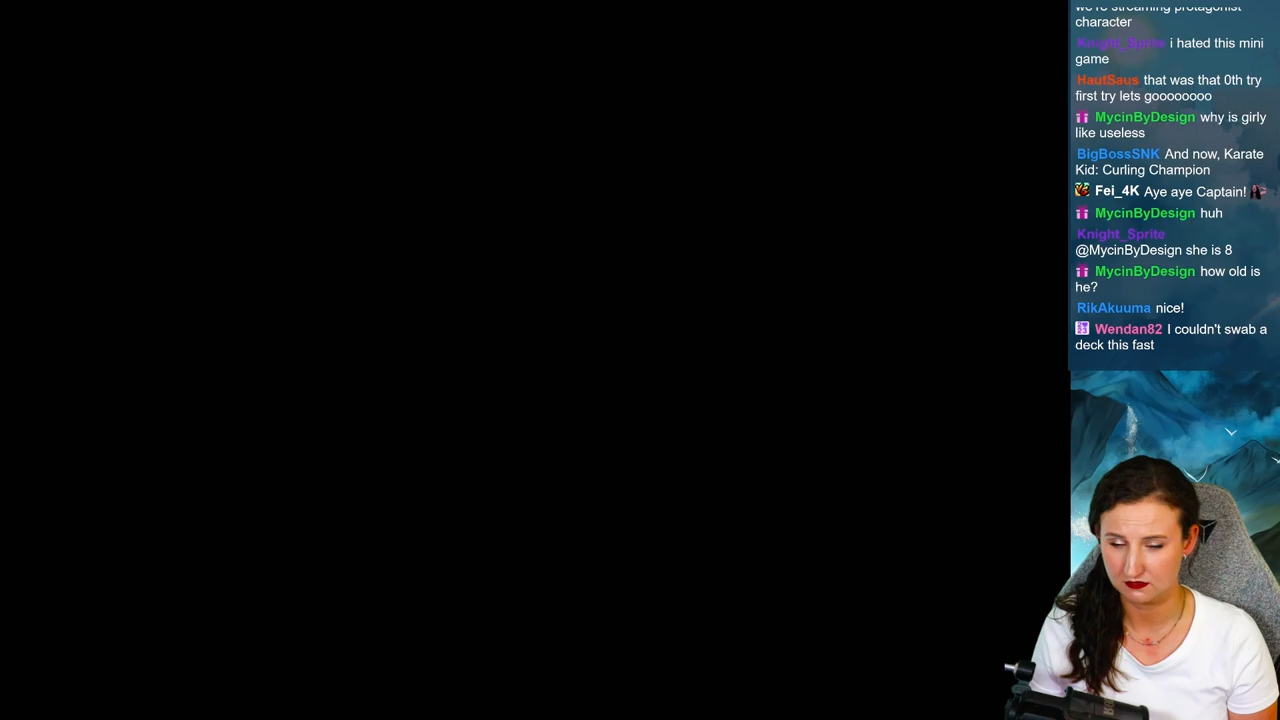 we're streaming protagonist
character
Knight_Sprite i hated this mini
game
HautSaus that was that 0th try
first try lets goooooooo
MycinByDesign why is girly
like useless
BigBossSNK And now, Karate
Kid: Curling Champion
Fei_4K Aye aye Captain!
MycinByDesign huh
Knight_Sprite
@MycinByDesign she is 8
MycinByDesign how old is
he?
RikAkuuma nice!
Wendan82 I couldn't swab a
deck this fast